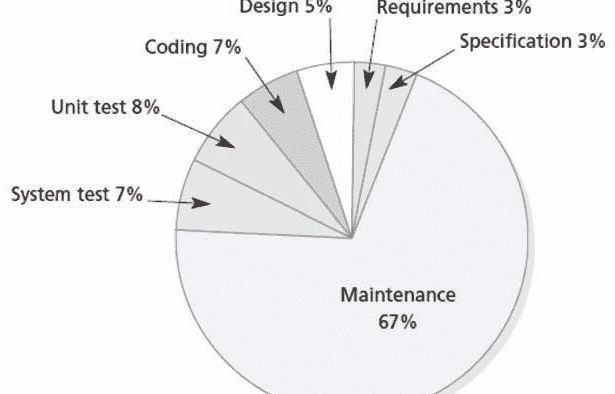 Design 5%
Requirements 3%
Coding 7%
Specification 3%
Unit test 8%
System test 7%
Maintenance
67%